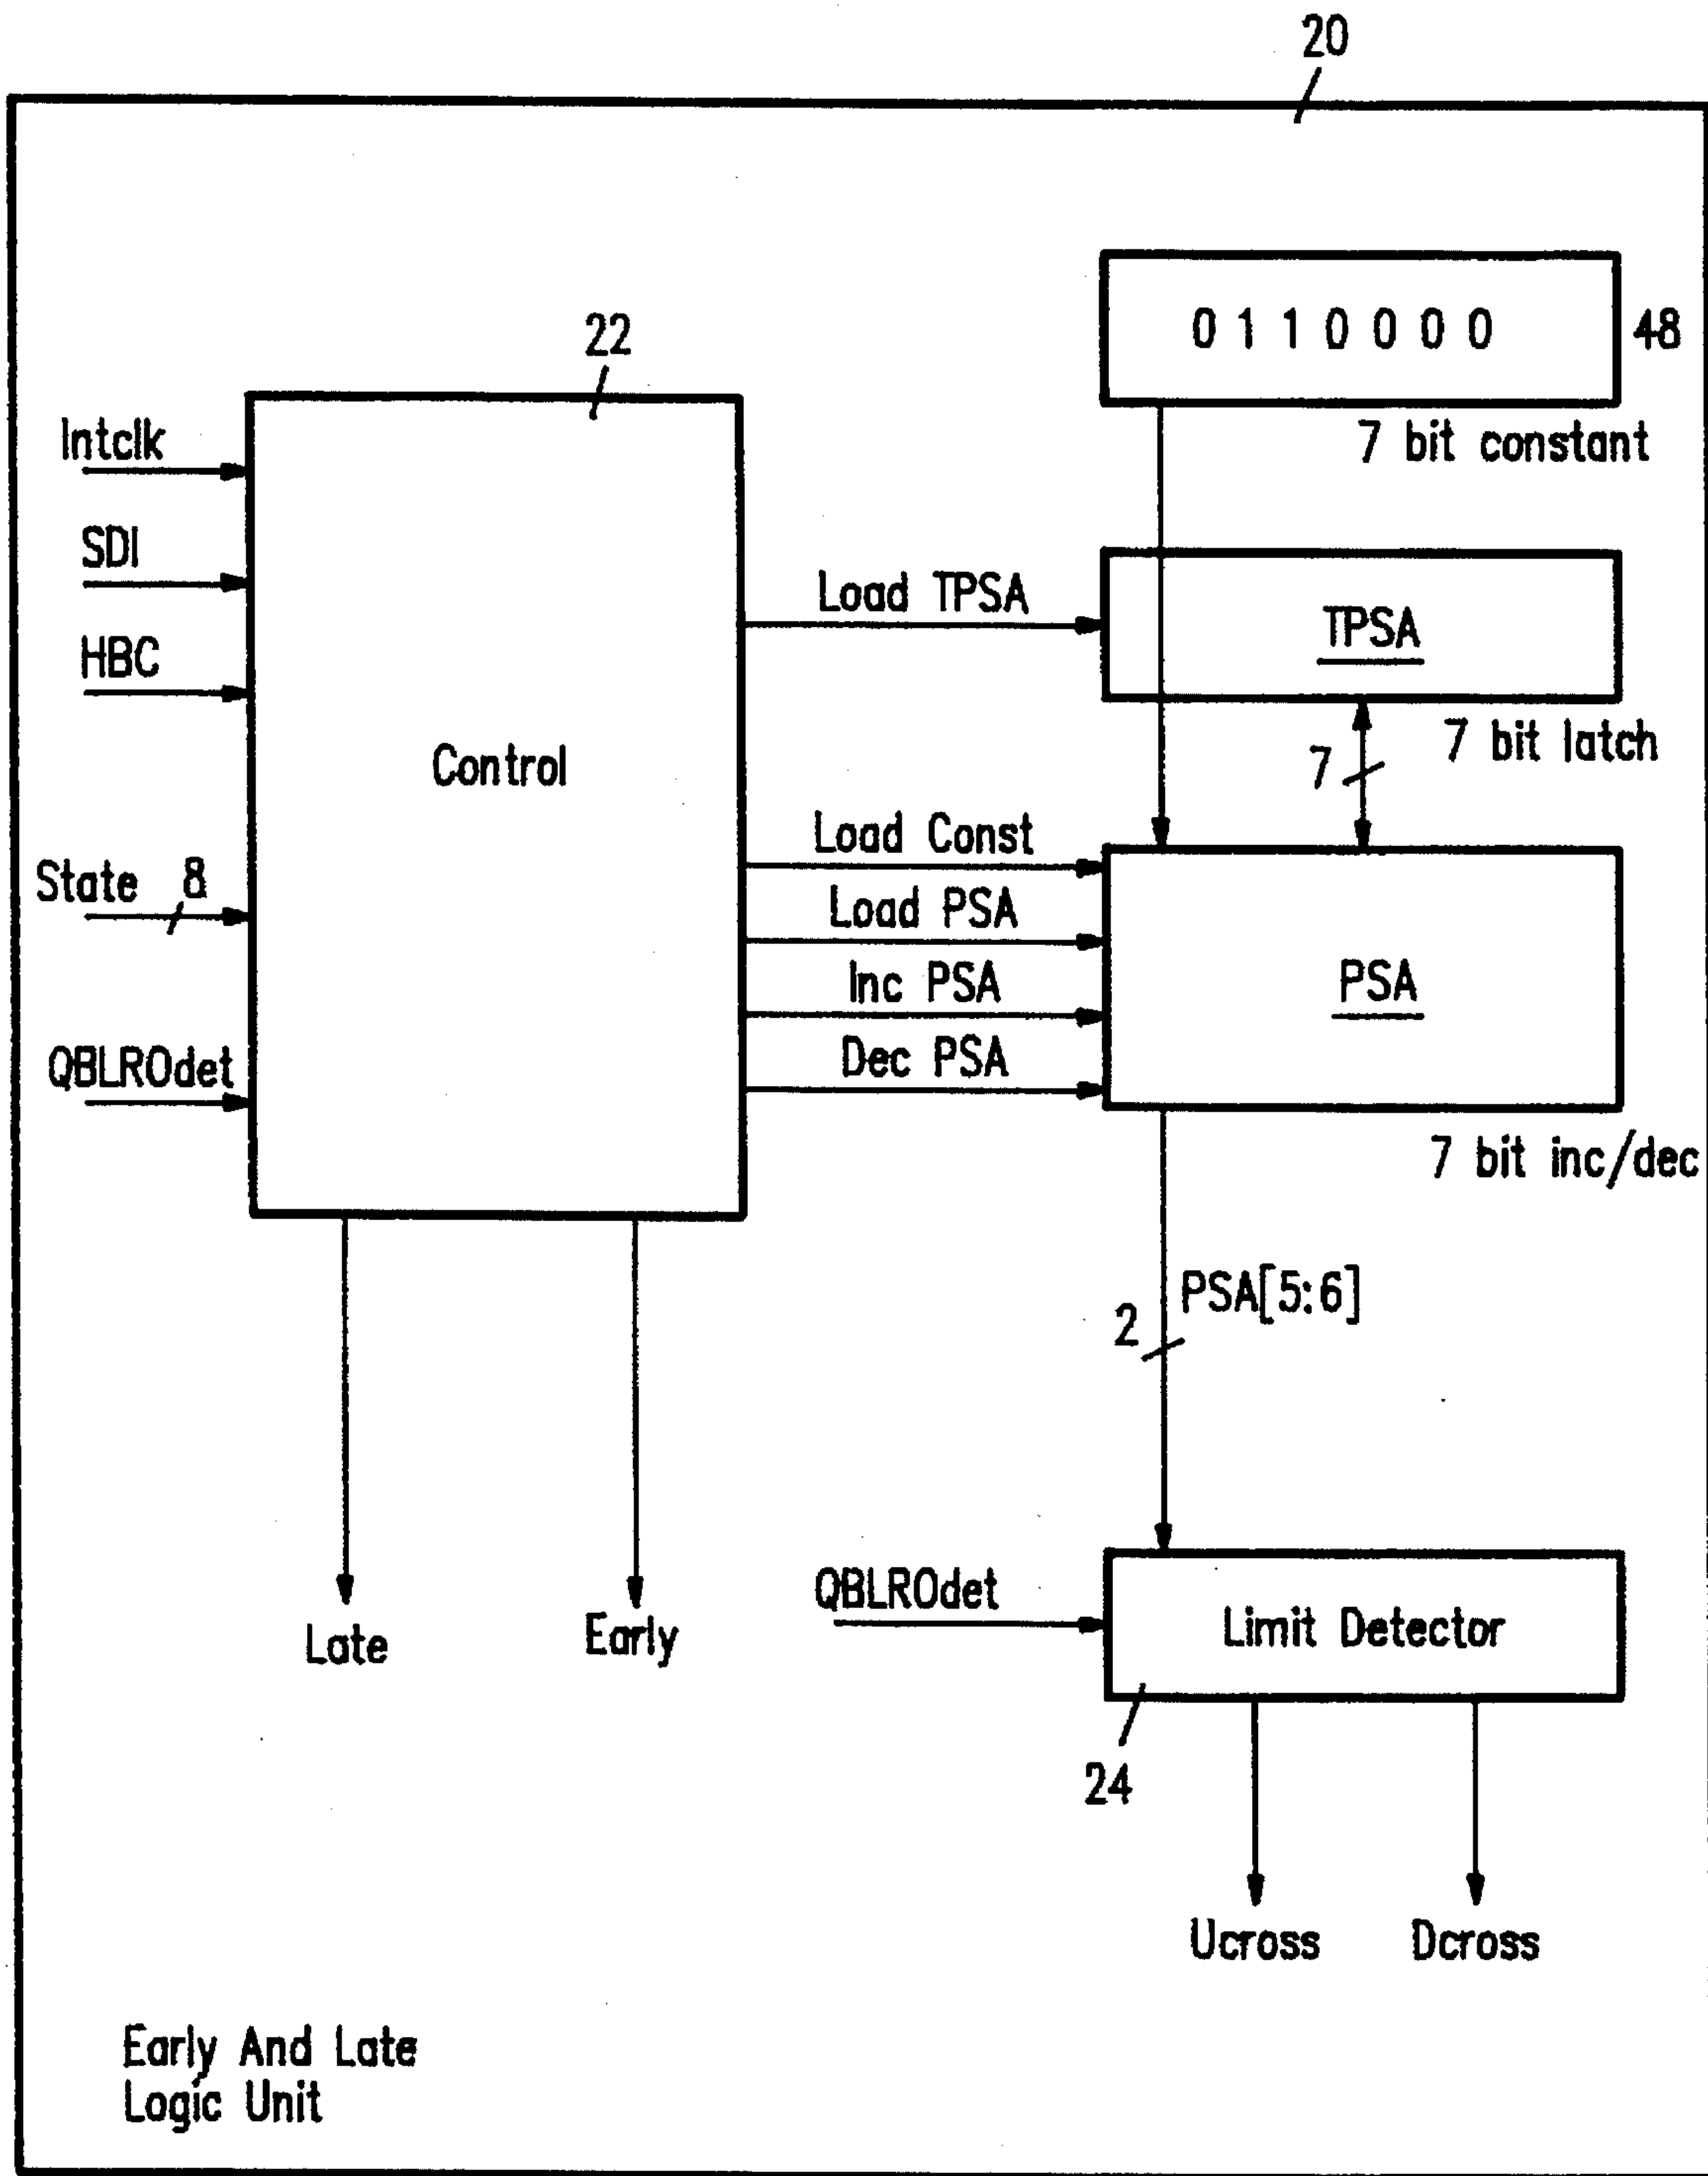 20
0 1 1 0 0 0 0
48
7 bit constant
22
Intclk
SDI
HBC
State 8
QBLROdet
Control
Load TPSA
TPSA
7 bit latch
7
Load Const
Load PSA
Inc PSA
Dec PSA
PSA
7 bit inc/dec
PSA[5:6]
2
Late
Early
QBLROdet
Limit Detector
24
Ucross
Dcross
Early And Late
Logic Unit